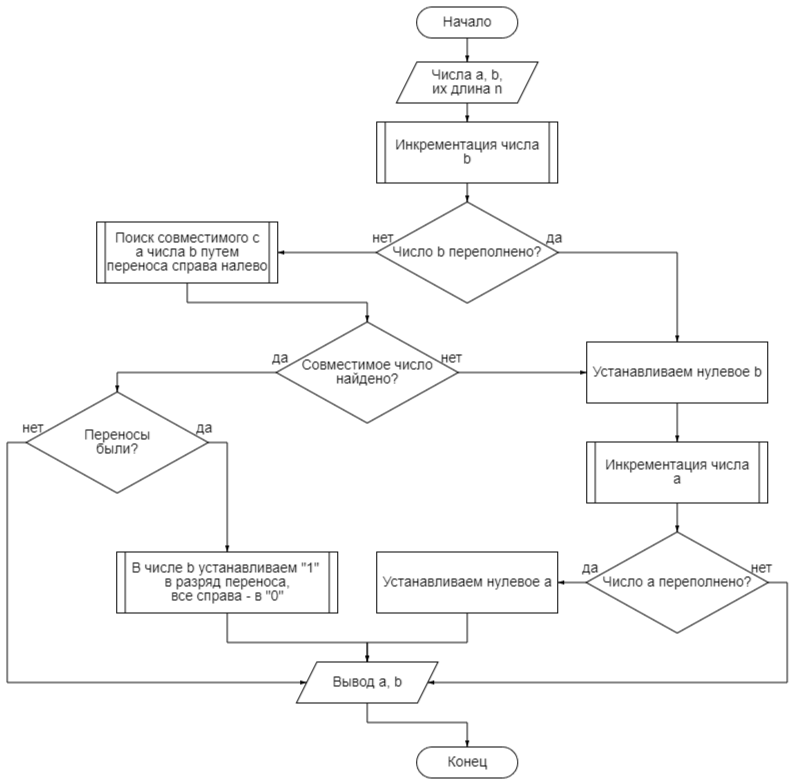 Начало
Числа a, b,
их длина n
Инкрементация числа
b
нет
да
Число b переполнено?
Поиск совместимого с
a числа b путем
переноса справа налево
да
Совместимое число
найдено?
нет
Устанавливаем нулевое b
нет
Переносы
были?
да
Инкрементация числа
a
В числе b устанавливаем "1"
в разряд переноса,
все справа - в "0"
Устанавливаем нулевое a
да
Число a переполнено?
нет
Вывод a, b
Конец